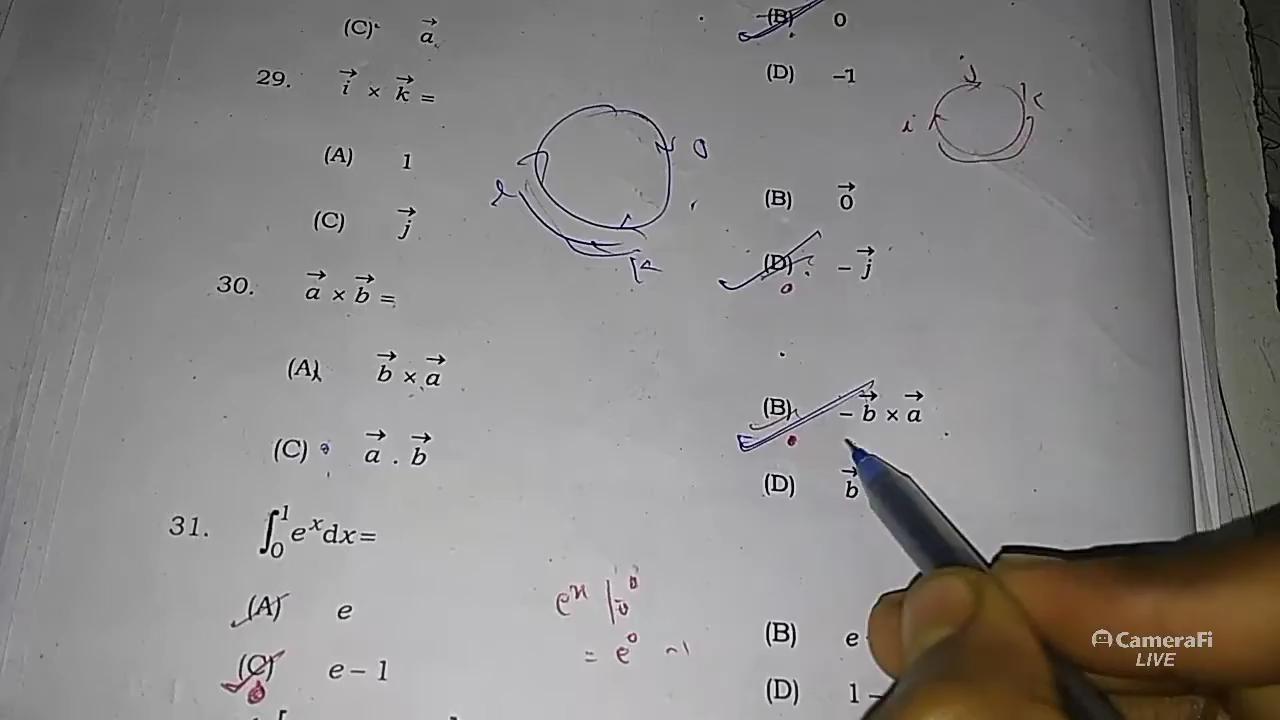 (C) a⃗ (B) 0
(D) –1
29. i⃗ × k⃗ =
(A) 1 (B) 0⃗
(C) j⃗ (D) – j⃗
30. a⃗ × b⃗ =
(A) b⃗ × a⃗ (B) – b⃗ × a⃗
(C) a⃗ . b⃗ (D) b⃗
31. ∫₀¹ eˣdx=
(A) e (B) e
(C) e – 1 (D) 1 –
j
k
i
CameraFi
LIVE